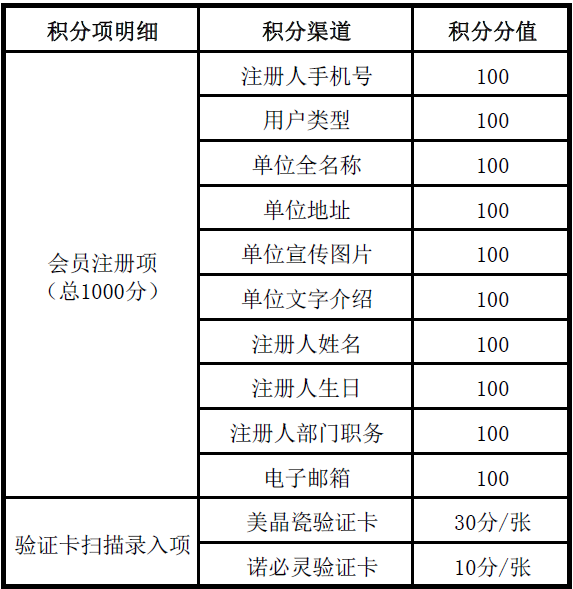 积分项明细 积分渠道 积分分值
会员注册项
（总1000分）
注册人手机号 100
用户类型 100
单位全名称 100
单位地址 100
单位宣传图片 100
单位文字介绍 100
注册人姓名 100
注册人生日 100
注册人部门职务 100
电子邮箱 100
验证卡扫描录入项
美晶瓷验证卡 30分/张
诺必灵验证卡 10分/张